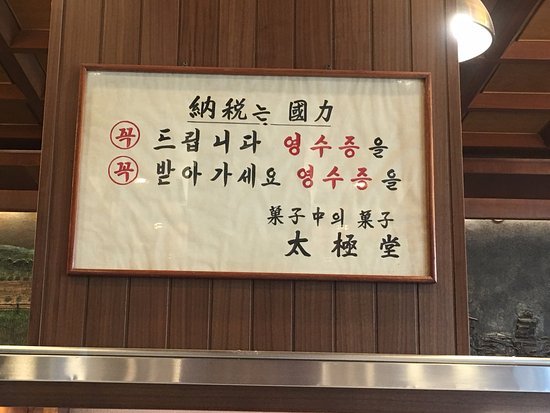 納税는 國力
꼭 드립니다 영수증을
꼭 받아가세요 영수증을
菓子中의 菓子
太極堂